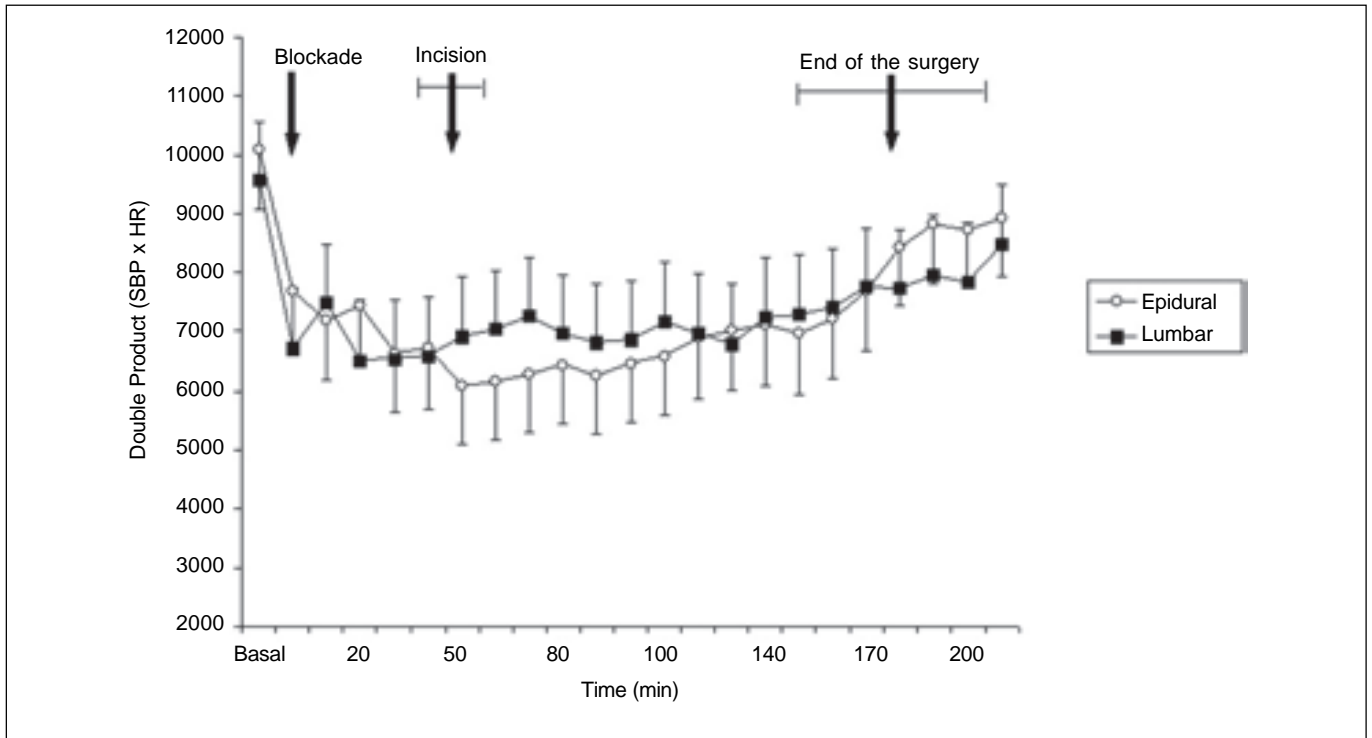 12000
11000
10000
9000
8000
7000
6000
5000
4000
3000
2000
Double Product (SBP x HR)
Blockade
Incision
End of the surgery
Epidural
Lumbar
Basal 20 50 80 100 140 170 200
Time (min)